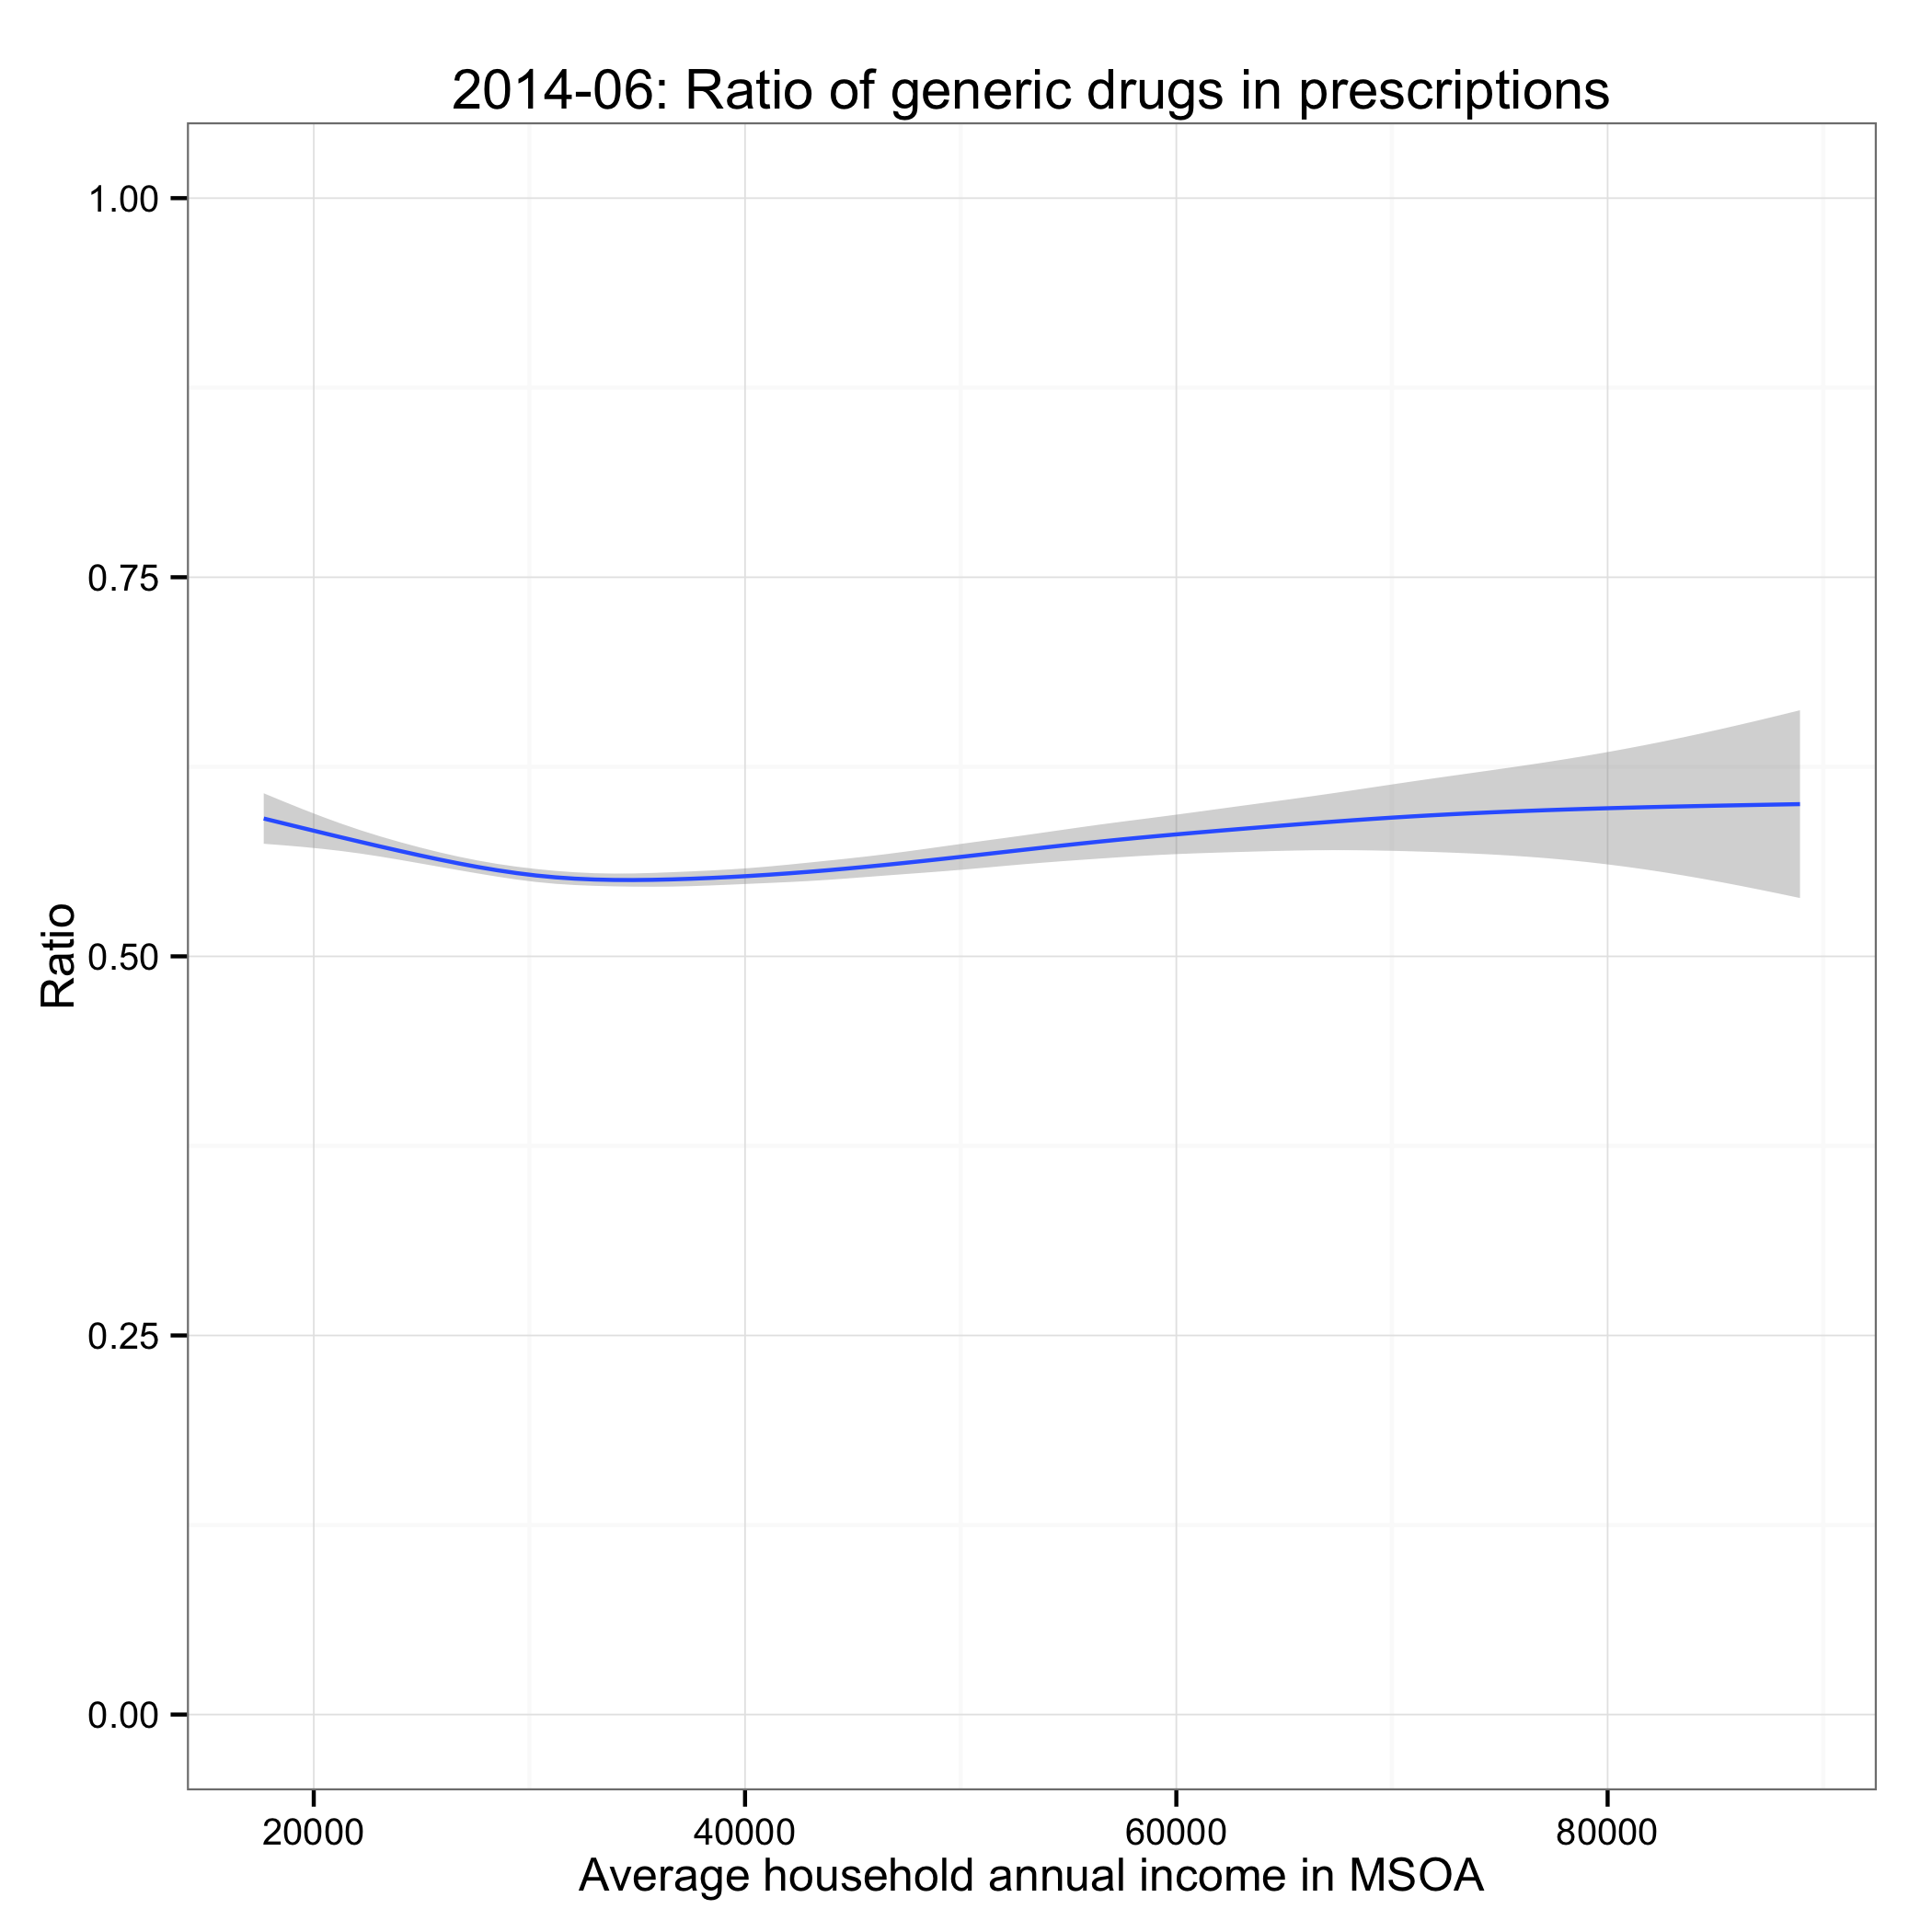 2014-06: Ratio of generic drugs in prescriptions
1.00
0.75
0.50
0.25
0.00
Ratio
20000 40000 60000 80000
Average household annual income in MSOA